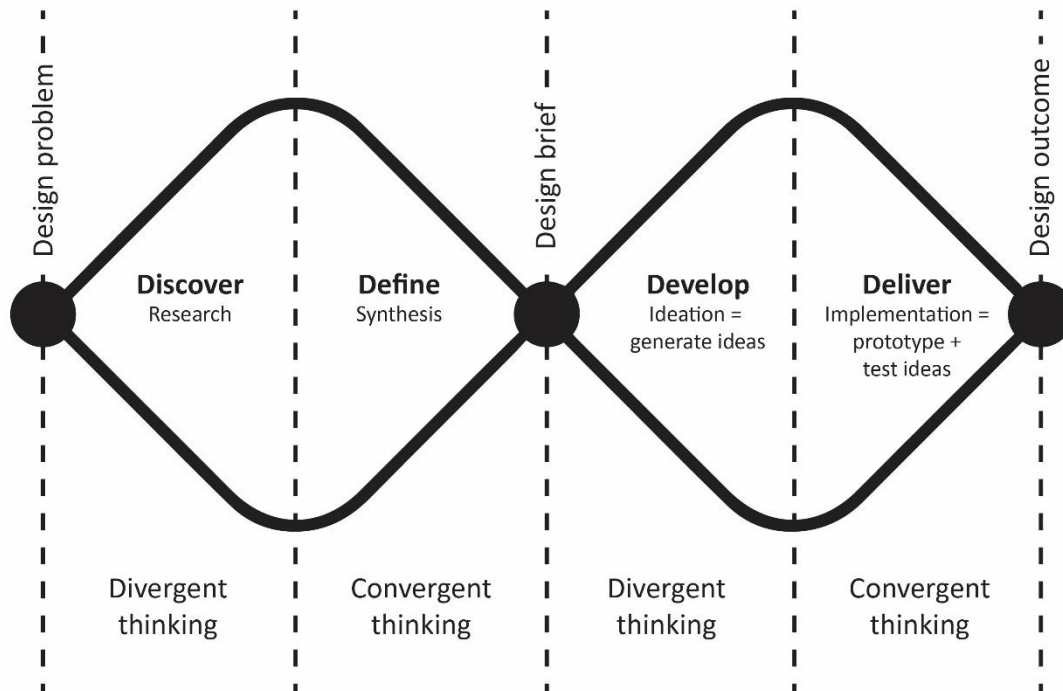 Design problem
Design brief
Design outcome
Discover
Research
Define
Synthesis
Develop
Ideation =
generate ideas
Deliver
Implementation =
prototype +
test ideas
Divergent
thinking
Convergent
thinking
Divergent
thinking
Convergent
thinking